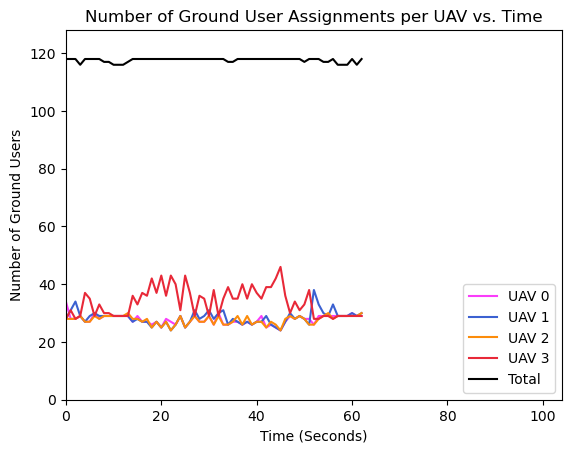 Number of Ground User Assignments per UAV vs. Time
Number of Ground Users
120
100
80
60
40
20
0
0 20 40 60 80 100
Time (Seconds)
UAV 0
UAV 1
UAV 2
UAV 3
Total